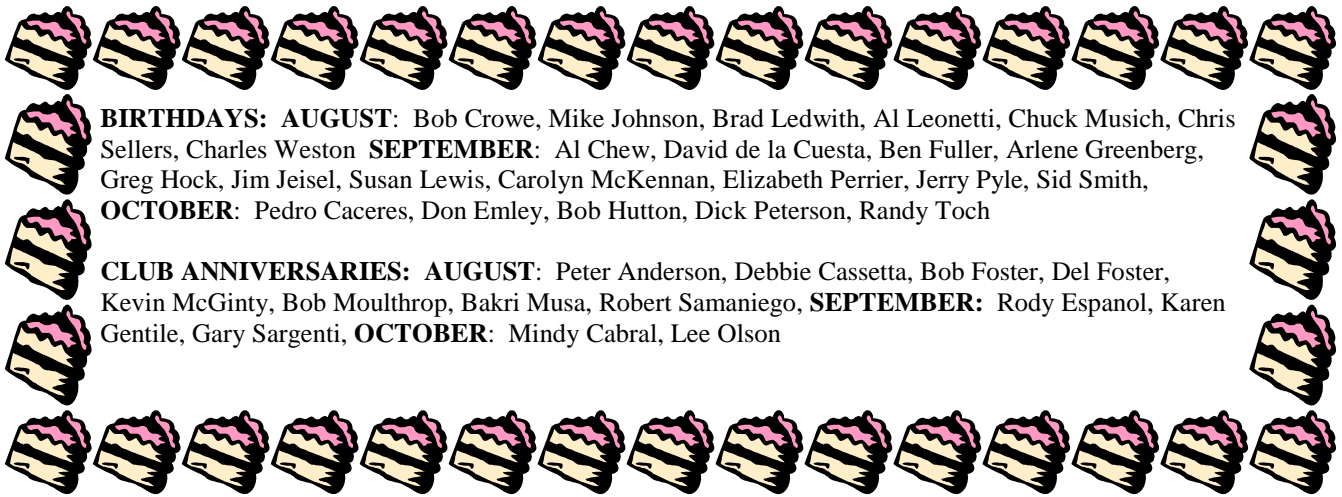 BIRTHDAYS: AUGUST: Bob Crowe, Mike Johnson, Brad Ledwith, Al Leonetti, Chuck Musich, Chris
Sellers, Charles Weston SEPTEMBER: Al Chew, David de la Cuesta, Ben Fuller, Arlene Greenberg,
Greg Hock, Jim Jeisel, Susan Lewis, Carolyn McKennan, Elizabeth Perrier, Jerry Pyle, Sid Smith,
OCTOBER: Pedro Caceres, Don Emley, Bob Hutton, Dick Peterson, Randy Toch
CLUB ANNIVERSARIES: AUGUST: Peter Anderson, Debbie Cassetta, Bob Foster, Del Foster,
Kevin McGinty, Bob Moulthrop, Bakri Musa, Robert Samaniego, SEPTEMBER: Rody Espanol, Karen
Gentile, Gary Sargenti, OCTOBER: Mindy Cabral, Lee Olson